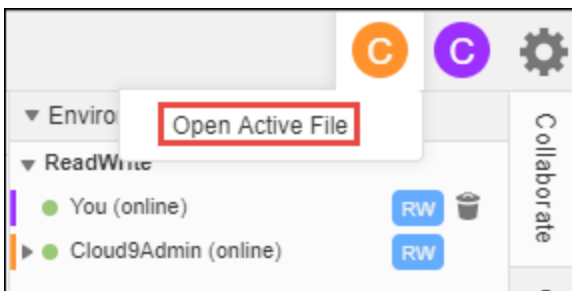 C C
Open Active File
Enviro
ReadWrite
You (online) RW
Cloud9Admin (online) RW
Collaborate